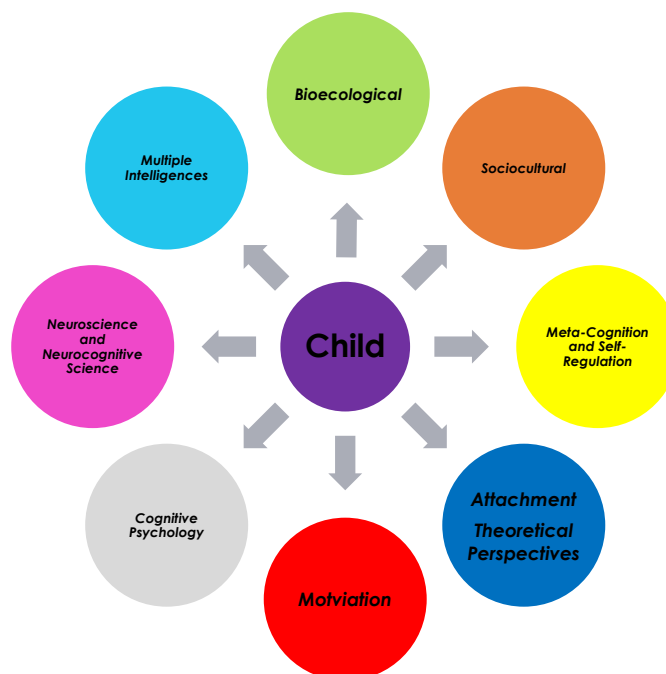 Bioecological
Multiple
Intelligences
Sociocultural
Neuroscience
and
Neurocognitive
Science
Child
Meta-Cognition
and Self-
Regulation
Cognitive
Psychology
Attachment
Theoretical
Perspectives
Motviation